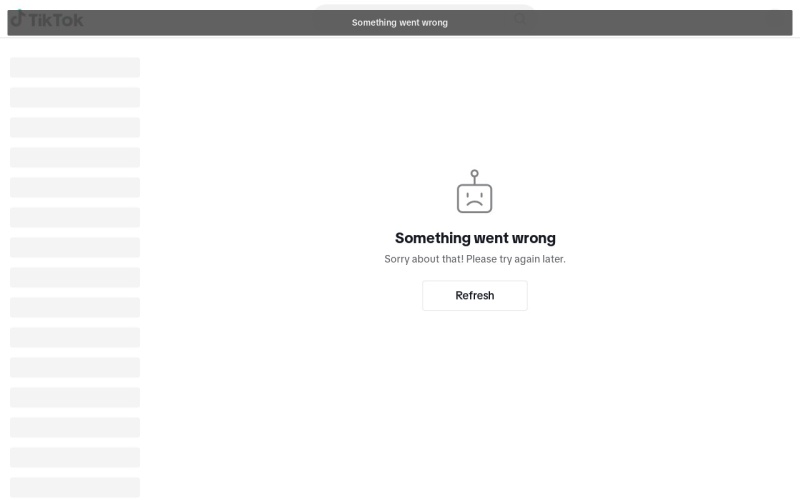 TikTok
Something went wrong
Something went wrong
Sorry about that! Please try again later.
Refresh